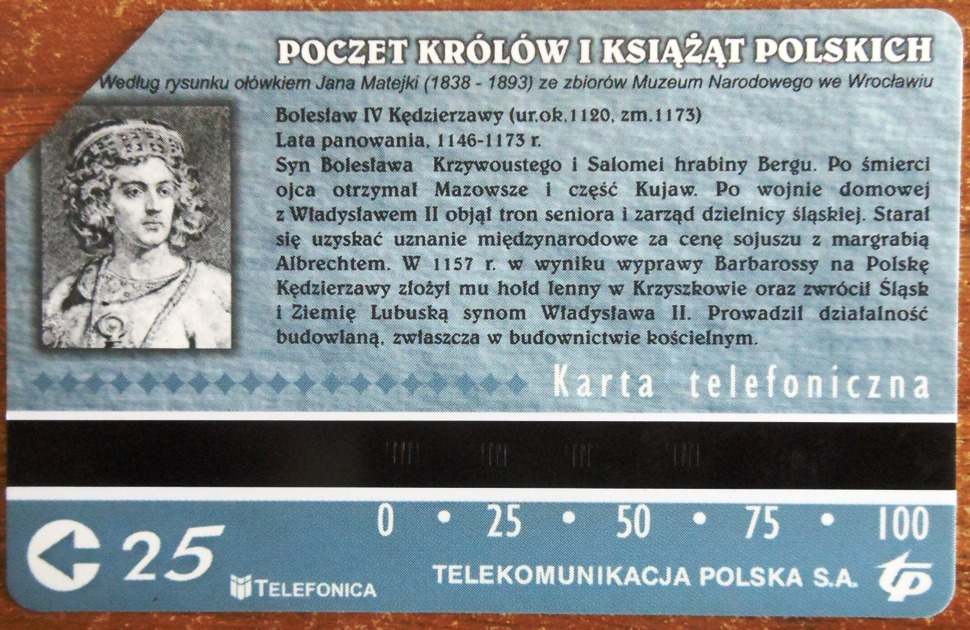 POCZET KRÓLÓW I KSIĄŻĄT POLSKICH
Według rysunku ołówkiem Jana Matejki (1838 - 1893) ze zbiorów Muzeum Narodowego we Wrocławiu
Bolesław IV Kędzierzawy (ur.ok.1120, zm.1173)
Lata panowania, 1146-1173 r.
Syn Bolesława Krzywoustego i Salomei hrabiny Bergu. Po śmierci
ojca otrzymał Mazowsze i część Kujaw. Po wojnie domowej
z Władysławem II objął tron seniora i zarząd dzielnicy śląskiej. Starał
się uzyskać uznanie międzynarodowe za cenę sojuszu z margrabią
Albrechtem. W 1157 r. w wyniku wyprawy Barbarossy na Polskę
Kędzierzawy złożył mu hołd lenny w Krzyszkowie oraz zwrócił Śląsk
i Ziemię Lubuską synom Władysława II. Prowadził działalność
budowlaną, zwłaszcza w budownictwie kościelnym.
Karta telefoniczna
0 • 25 • 50 • 75 • 100
25
TELEFONICA
TELEKOMUNIKACJA POLSKA S.A.
tp